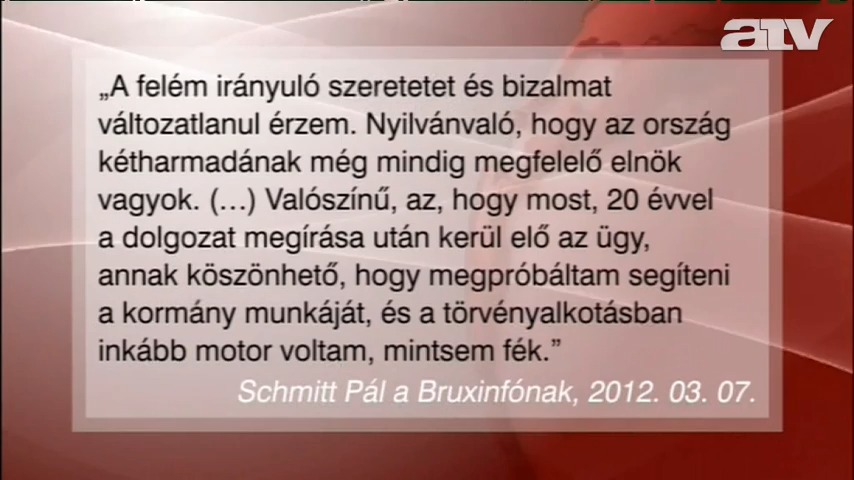 atv
„A felém irányuló szeretetet és bizalmat
változatlanul érzem. Nyilvánvaló, hogy az ország
kétharmadának még mindig megfelelő elnök
vagyok. (...) Valószínű, az, hogy most, 20 évvel
a dolgozat megírása után kerül elő az ügy,
annak köszönhető, hogy megpróbáltam segíteni
a kormány munkáját, és a törvényalkotásban
inkább motor voltam, mintsem fék.”
Schmitt Pál a Bruxinfónak, 2012. 03. 07.